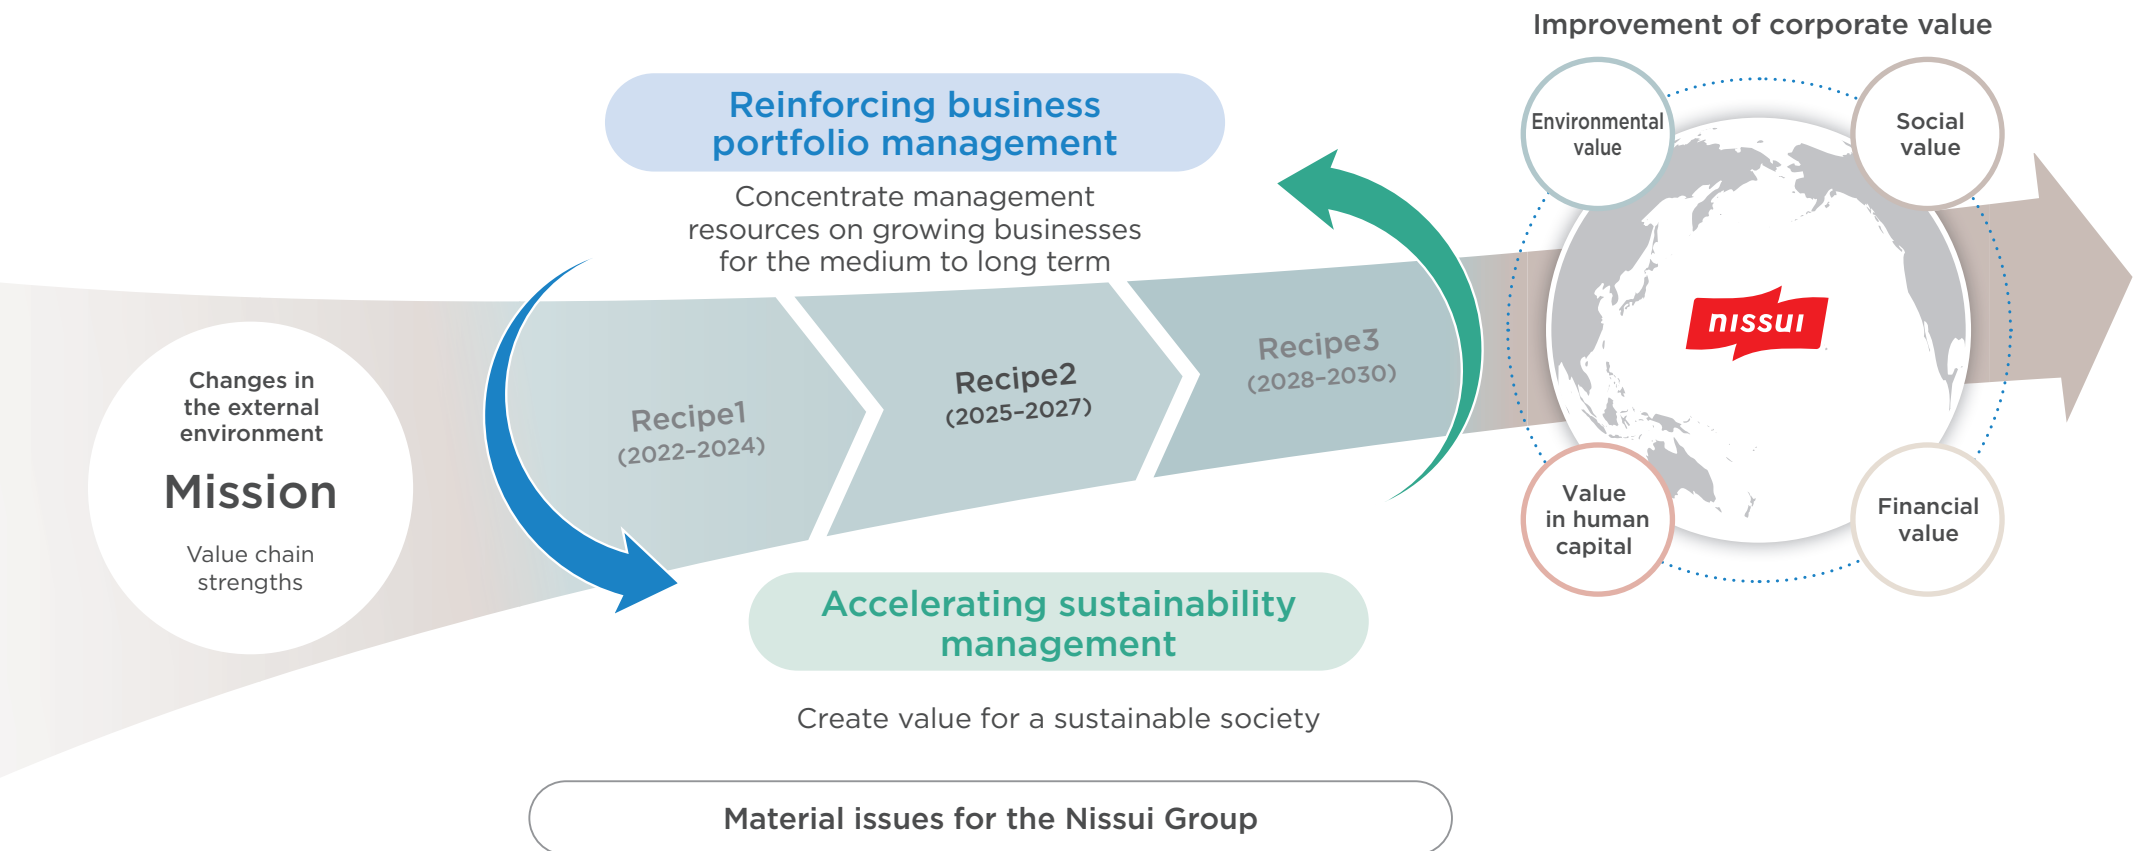 Improvement of corporate value
Reinforcing business
portfolio management
Concentrate management
resources on growing businesses
for the medium to long term
Changes in
the external
environment
Mission
Value chain
strengths
Recipe1
(2022–2024)
Recipe2
(2025–2027)
Recipe3
(2028–2030)
Environmental
value
Social
value
nissui
Value
in human
capital
Financial
value
Accelerating sustainability
management
Create value for a sustainable society
Material issues for the Nissui Group